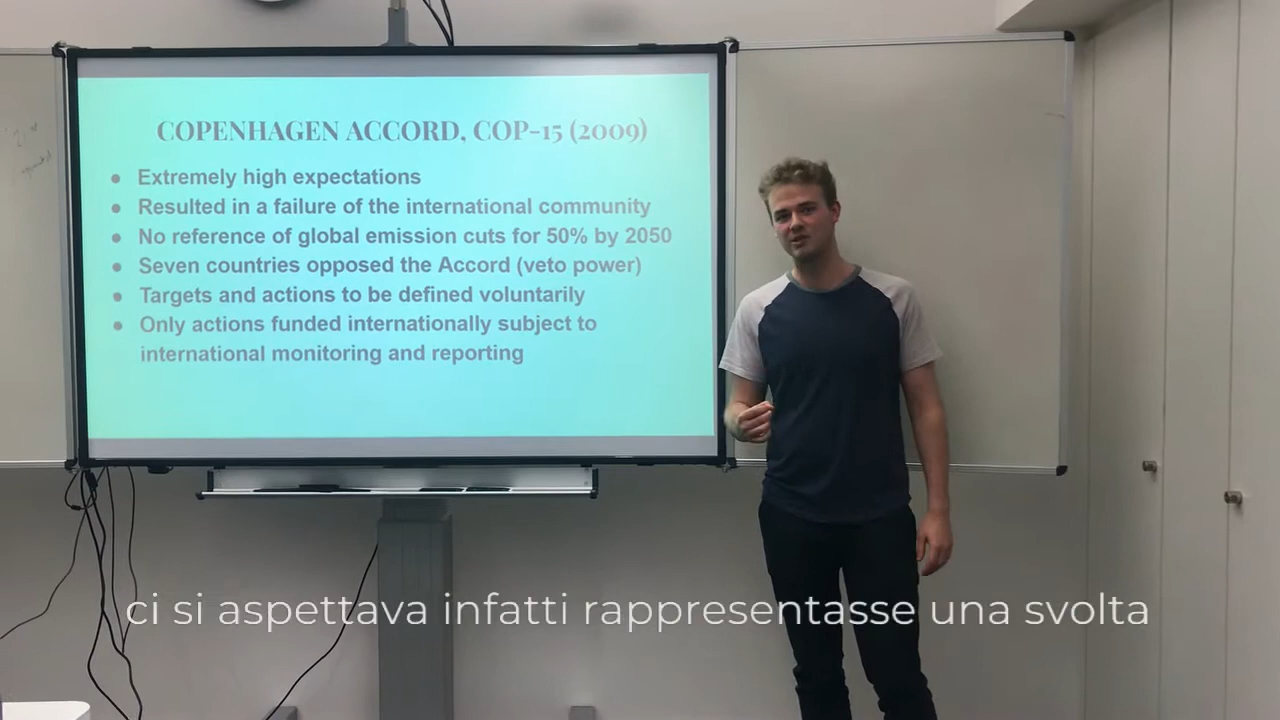 COPENHAGEN ACCORD, COP-15 (2009)
● Extremely high expectations
● Resulted in a failure of the international community
● No reference of global emission cuts for 50% by 2050
● Seven countries opposed the Accord (veto power)
● Targets and actions to be defined voluntarily
● Only actions funded internationally subject to
international monitoring and reporting
ci si aspettava infatti rappresentasse una svolta